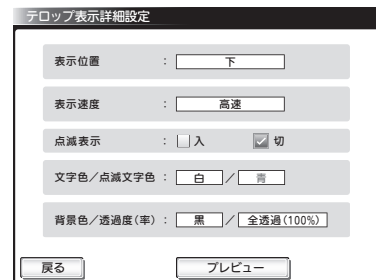 テロップ表示詳細設定
表示位置 : 下
表示速度 : 高速
点滅表示 : 入 切
文字色/点滅文字色 : 白 / 青
背景色/透過度(率) : 黒 / 全透過(100%)
戻る プレビュー